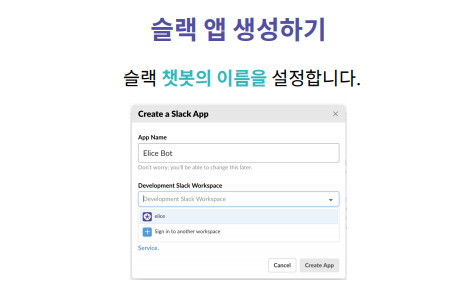 슬랙 앱 생성하기
슬랙 챗봇의 이름을 설정합니다.
Create a Slack App
×
App Name
Elice Bot
Don't worry; you'll be able to change this later.
Development Slack Workspace
Development Slack Workspace
elice
Sign in to another workspace
Service.
Cancel Create App